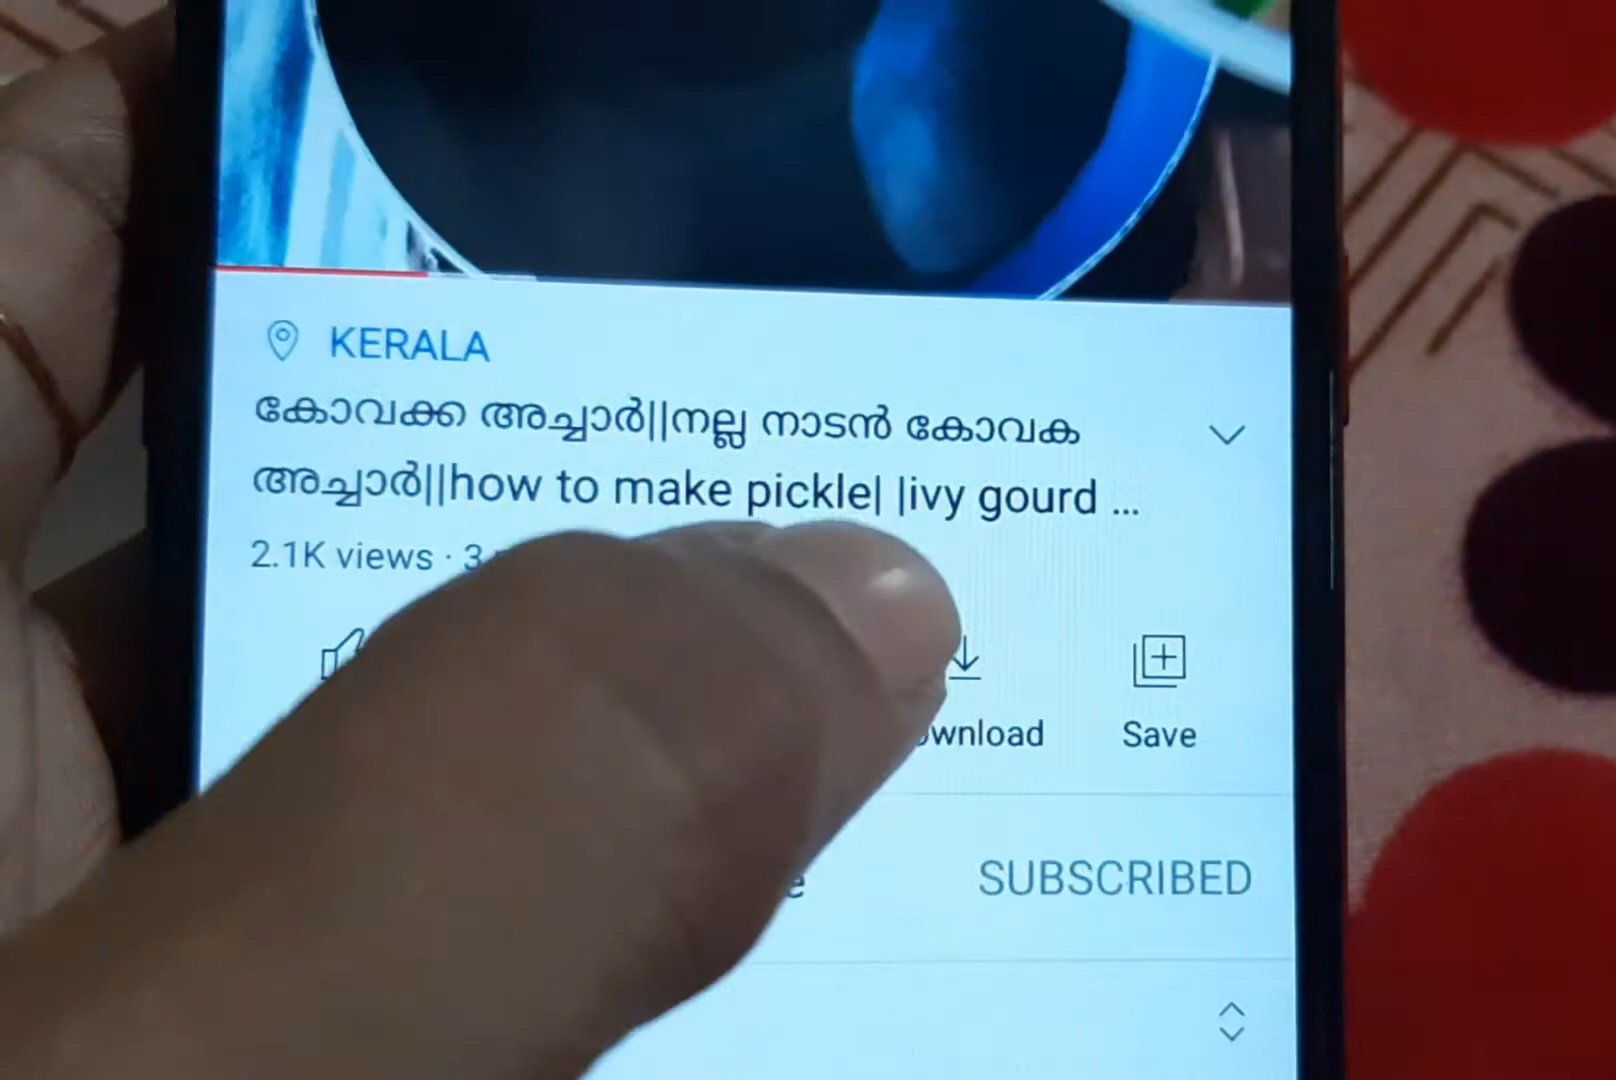 KERALA
കോവക്ക അച്ചാർ||നല്ല നാടൻ കോവക
അച്ചാർ||how to make pickle| |ivy gourd ...
2.1K views · 3
Save
SUBSCRIBED